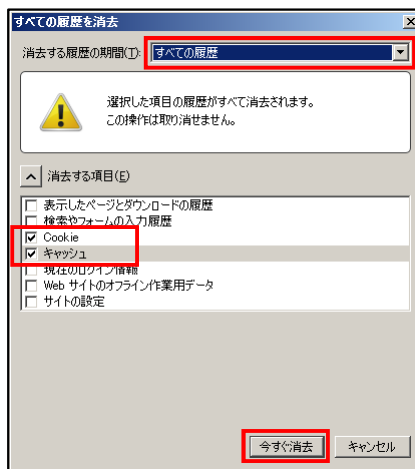 すべての履歴を消去
消去する履歴の期間(T): すべての履歴
選択した項目の履歴がすべて消去されます。
この操作は取り消せません。
消去する項目(E)
表示したページとダウンロードの履歴
検索やフォームの入力履歴
Cookie
キャッシュ
現在のログイン情報
Web サイトのオフライン作業用データ
サイトの設定
今すぐ消去 キャンセル